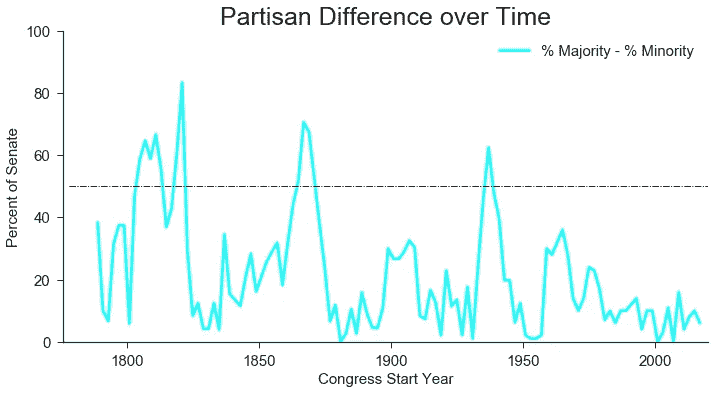 Partisan Difference over Time
% Majority - % Minority
Percent of Senate
100
80
60
40
20
0
1800
1850
1900
1950
2000
Congress Start Year